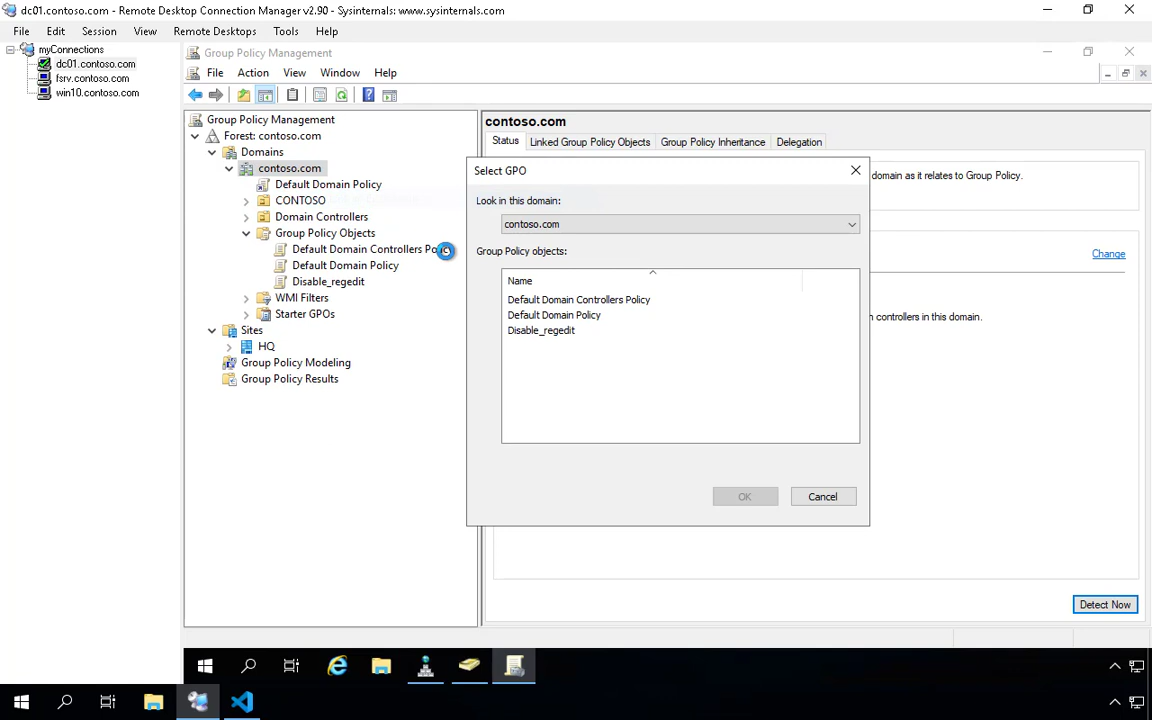 dc01.contoso.com - Remote Desktop Connection Manager v2.90 - Sysinternals: www.sysinternals.com
File Edit Session View Remote Desktops Tools Help
myConnections
dc01.contoso.com
fsrv.contoso.com
win10.contoso.com
Group Policy Management
File Action View Window Help
Group Policy Management
Forest: contoso.com
Domains
contoso.com
Default Domain Policy
CONTOSO
Domain Controllers
Group Policy Objects
Default Domain Controllers Po
Default Domain Policy
Disable_regedit
WMI Filters
Starter GPOs
Sites
HQ
Group Policy Modeling
Group Policy Results
contoso.com
Status Linked Group Policy Objects Group Policy Inheritance Delegation
domain as it relates to Group Policy.
Change
controllers in this domain.
Detect Now
Select GPO
Look in this domain:
contoso.com
Group Policy objects:
Name
Default Domain Controllers Policy
Default Domain Policy
Disable_regedit
OK Cancel